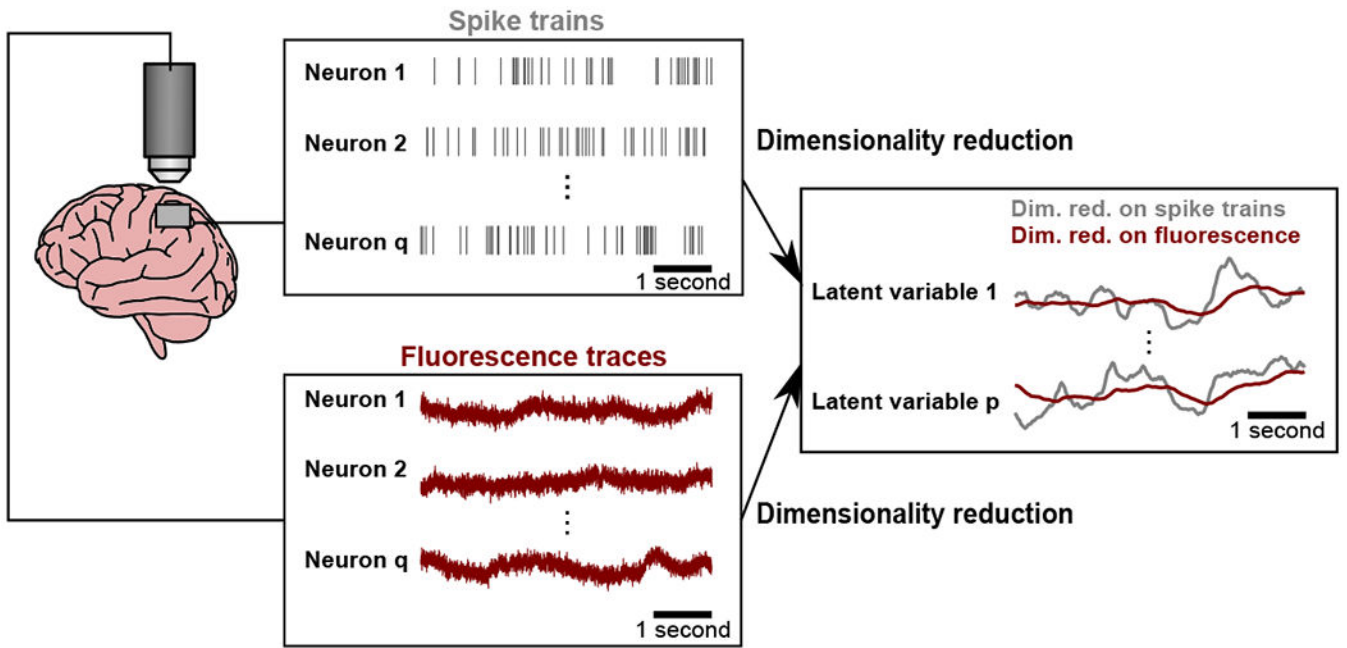 Spike trains
Neuron 1
Neuron 2
Neuron q
1 second
Dimensionality reduction
Fluorescence traces
Neuron 1
Neuron 2
Neuron q
1 second
Dimensionality reduction
Dim. red. on spike trains
Dim. red. on fluorescence
Latent variable 1
Latent variable p
1 second